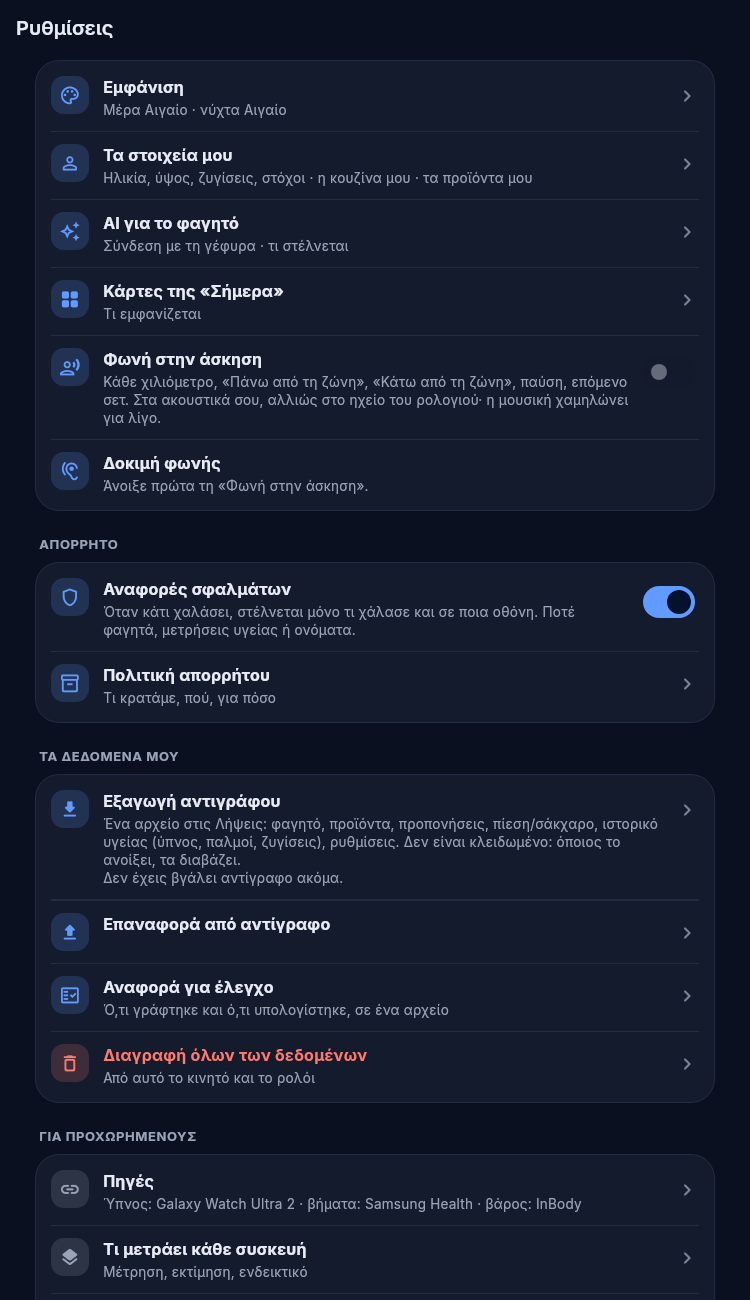 Ρυθμίσεις
Εμφάνιση
Μέρα Αιγαίο · νύχτα Αιγαίο
Τα στοιχεία μου
Ηλικία, ύψος, ζυγίσεις, στόχοι · η κουζίνα μου · τα προϊόντα μου
AI για το φαγητό
Σύνδεση με τη γέφυρα · τι στέλνεται
Κάρτες της «Σήμερα»
Τι εμφανίζεται
Φωνή στην άσκηση
Κάθε χιλιόμετρο, «Πάνω από τη ζώνη», «Κάτω από τη ζώνη», παύση, επόμενο
σετ. Στα ακουστικά σου, αλλιώς στο ηχείο του ρολογιού· η μουσική χαμηλώνει
για λίγο.
Δοκιμή φωνής
Άνοιξε πρώτα τη «Φωνή στην άσκηση».
ΑΠΟΡΡΗΤΟ
Αναφορές σφαλμάτων
Όταν κάτι χαλάσει, στέλνεται μόνο τι χάλασε και σε ποια οθόνη. Ποτέ
φαγητά, μετρήσεις υγείας ή ονόματα.
Πολιτική απορρήτου
Τι κρατάμε, πού, για πόσο
ΤΑ ΔΕΔΟΜΕΝΑ ΜΟΥ
Εξαγωγή αντιγράφου
Ένα αρχείο στις Λήψεις: φαγητό, προϊόντα, προπονήσεις, πίεση/σάκχαρο, ιστορικό
υγείας (ύπνος, παλμοί, ζυγίσεις), ρυθμίσεις. Δεν είναι κλειδωμένο: όποιος το
ανοίξει, τα διαβάζει.
Δεν έχεις βγάλει αντίγραφο ακόμα.
Επαναφορά από αντίγραφο
Αναφορά για έλεγχο
Ό,τι γράφτηκε και ό,τι υπολογίστηκε, σε ένα αρχείο
Διαγραφή όλων των δεδομένων
Από αυτό το κινητό και το ρολόι
ΓΙΑ ΠΡΟΧΩΡΗΜΕΝΟΥΣ
Πηγές
Ύπνος: Galaxy Watch Ultra 2 · βήματα: Samsung Health · βάρος: InBody
Τι μετράει κάθε συσκευή
Μέτρηση, εκτίμηση, ενδεικτικό